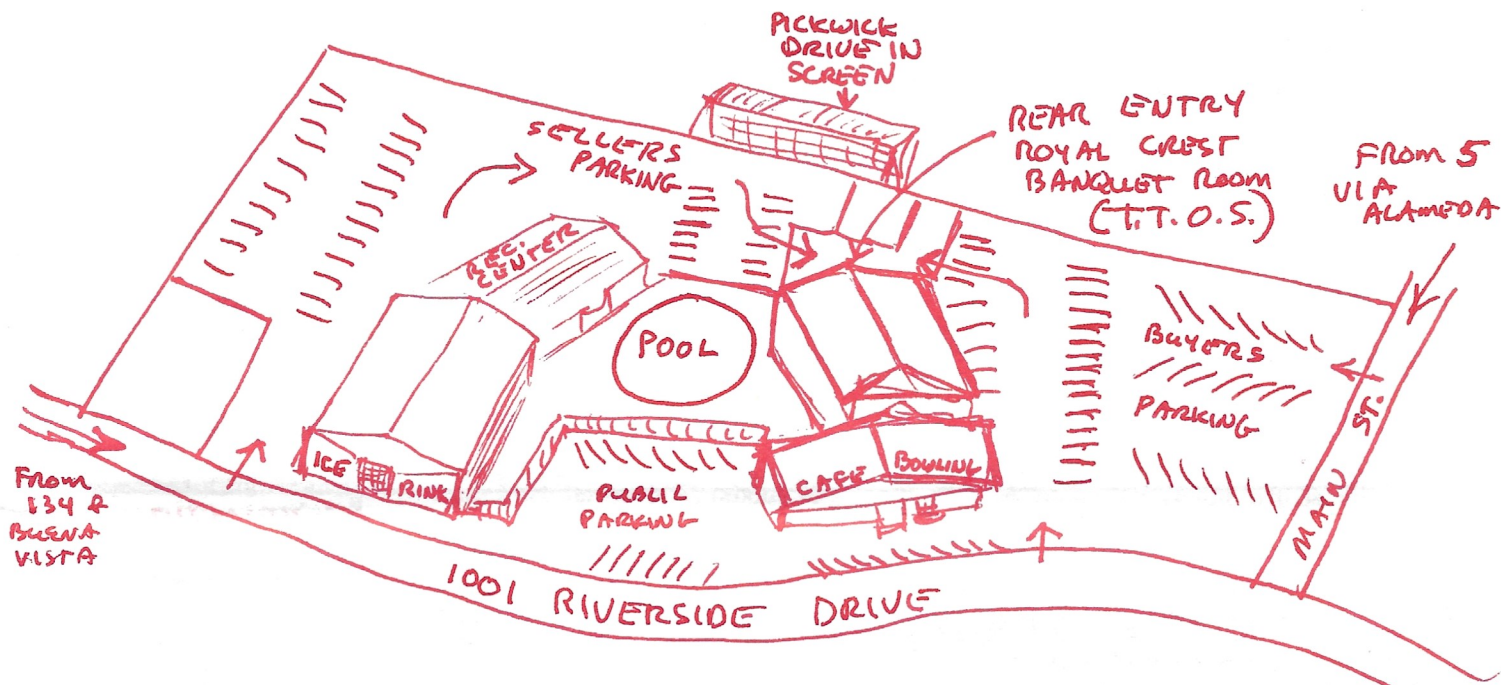 PICKWICK
DRIVE IN
SCREEN
REAR ENTRY
ROYAL CREST
BANQUET ROOM
(T.T.O.S.)
FROM 5
VIA
ALAMEDA
SELLERS
PARKING
REC.
CENTER
POOL
BUYERS
PARKING
MAIN ST.
ICE
RINK
CAFE
BOWLING
PUBLIC
PARKING
FROM
134 &
BUENA
VISTA
1001 RIVERSIDE DRIVE